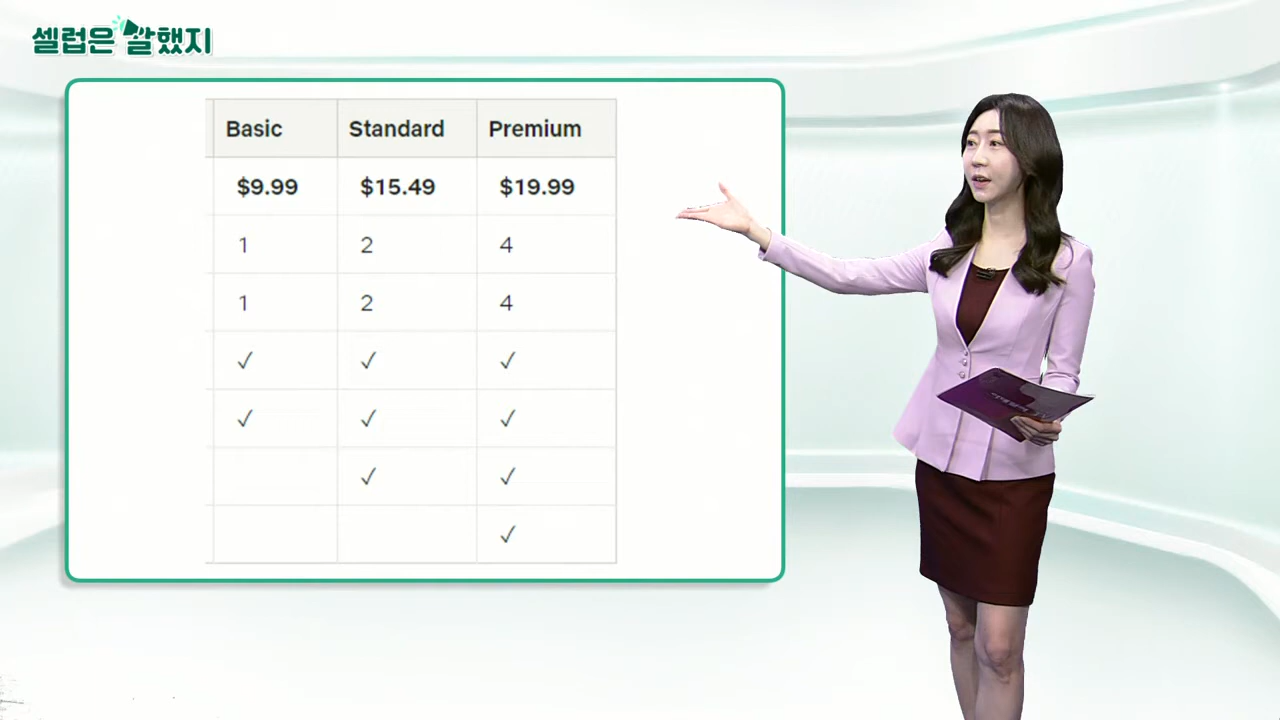 셀럽은 쌀했지
Basic Standard Premium
$9.99 $15.49 $19.99
1 2 4
1 2 4
✓ ✓ ✓
✓ ✓ ✓
✓ ✓
✓